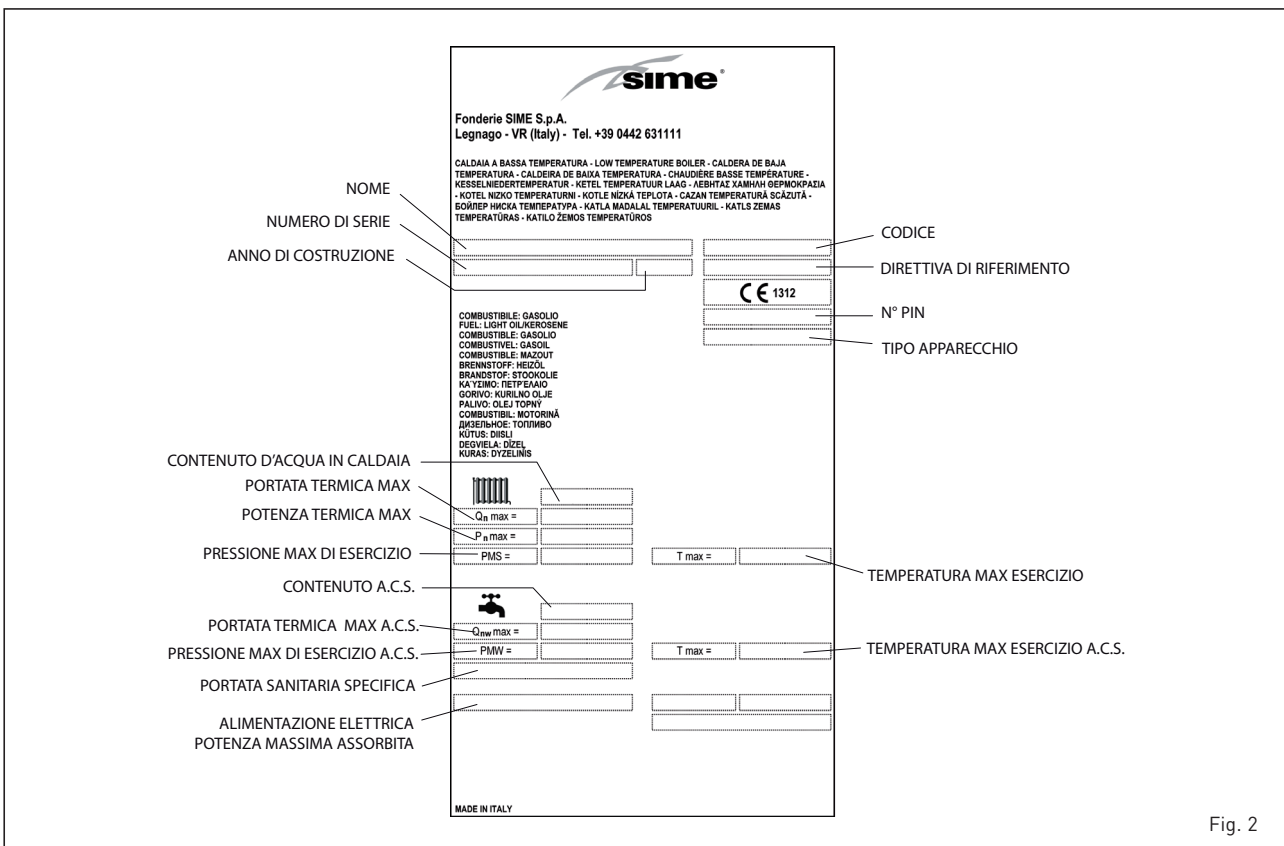 sime®
Fonderie SIME S.p.A.
Legnago - VR (Italy) - Tel. +39 0442 631111
CALDAIA A BASSA TEMPERATURA - LOW TEMPERATURE BOILER - CALDERA DE BAJA
TEMPERATURA - CALDEIRA DE BAIXA TEMPERATURA - CHAUDIÈRE BASSE TEMPÉRATURE -
KESSELNIEDERTEMPERATUR - KETEL TEMPERATUUR LAAG - ΛΕΒΗΤΑΣ ΧΑΜΗΛΗ ΘΕΡΜΟΚΡΑΣΙΑ
- KOTEL NIZKO TEMPERATURNI - KOTLE NÍZKÁ TEPLOTA - CAZAN TEMPERATURĂ SCĂZUTĂ -
БОЙЛЕР НИСКА ТЕМПЕРАТУРА - KATLA MADALAL TEMPERATUURIL - KATLS ZEMAS
TEMPERATŪRAS - KATILO ŽEMOS TEMPERATŪROS
NOME
NUMERO DI SERIE
ANNO DI COSTRUZIONE
CODICE
DIRETTIVA DI RIFERIMENTO
CE 1312
N° PIN
TIPO APPARECCHIO
COMBUSTIBILE: GASOLIO
FUEL: LIGHT OIL/KEROSENE
COMBUSTIBLE: GASOLIO
COMBUSTIVEL: GASOIL
COMBUSTIBLE: MAZOUT
BRENNSTOFF: HEIZÖL
BRANDSTOF: STOOKOLIE
ΚΑΎΣΙΜΟ: ΠΕΤΡΈΛΑΙΟ
GORIVO: KURILNO OLJE
PALIVO: OLEJ TOPNÝ
COMBUSTIBIL: MOTORINĂ
ДИЗЕЛЬНОЕ: ТОПЛИВО
KÜTUS: DIISLI
DEGVIELA: DĪZEĻ
KURAS: DYZELINIS
CONTENUTO D'ACQUA IN CALDAIA
PORTATA TERMICA MAX
Qn max =
POTENZA TERMICA MAX
Pn max =
PRESSIONE MAX DI ESERCIZIO
PMS =
T max =
TEMPERATURA MAX ESERCIZIO
CONTENUTO A.C.S.
PORTATA TERMICA MAX A.C.S.
Qnw max =
PRESSIONE MAX DI ESERCIZIO A.C.S.
PMW =
T max =
TEMPERATURA MAX ESERCIZIO A.C.S.
PORTATA SANITARIA SPECIFICA
ALIMENTAZIONE ELETTRICA
POTENZA MASSIMA ASSORBITA
MADE IN ITALY
Fig. 2